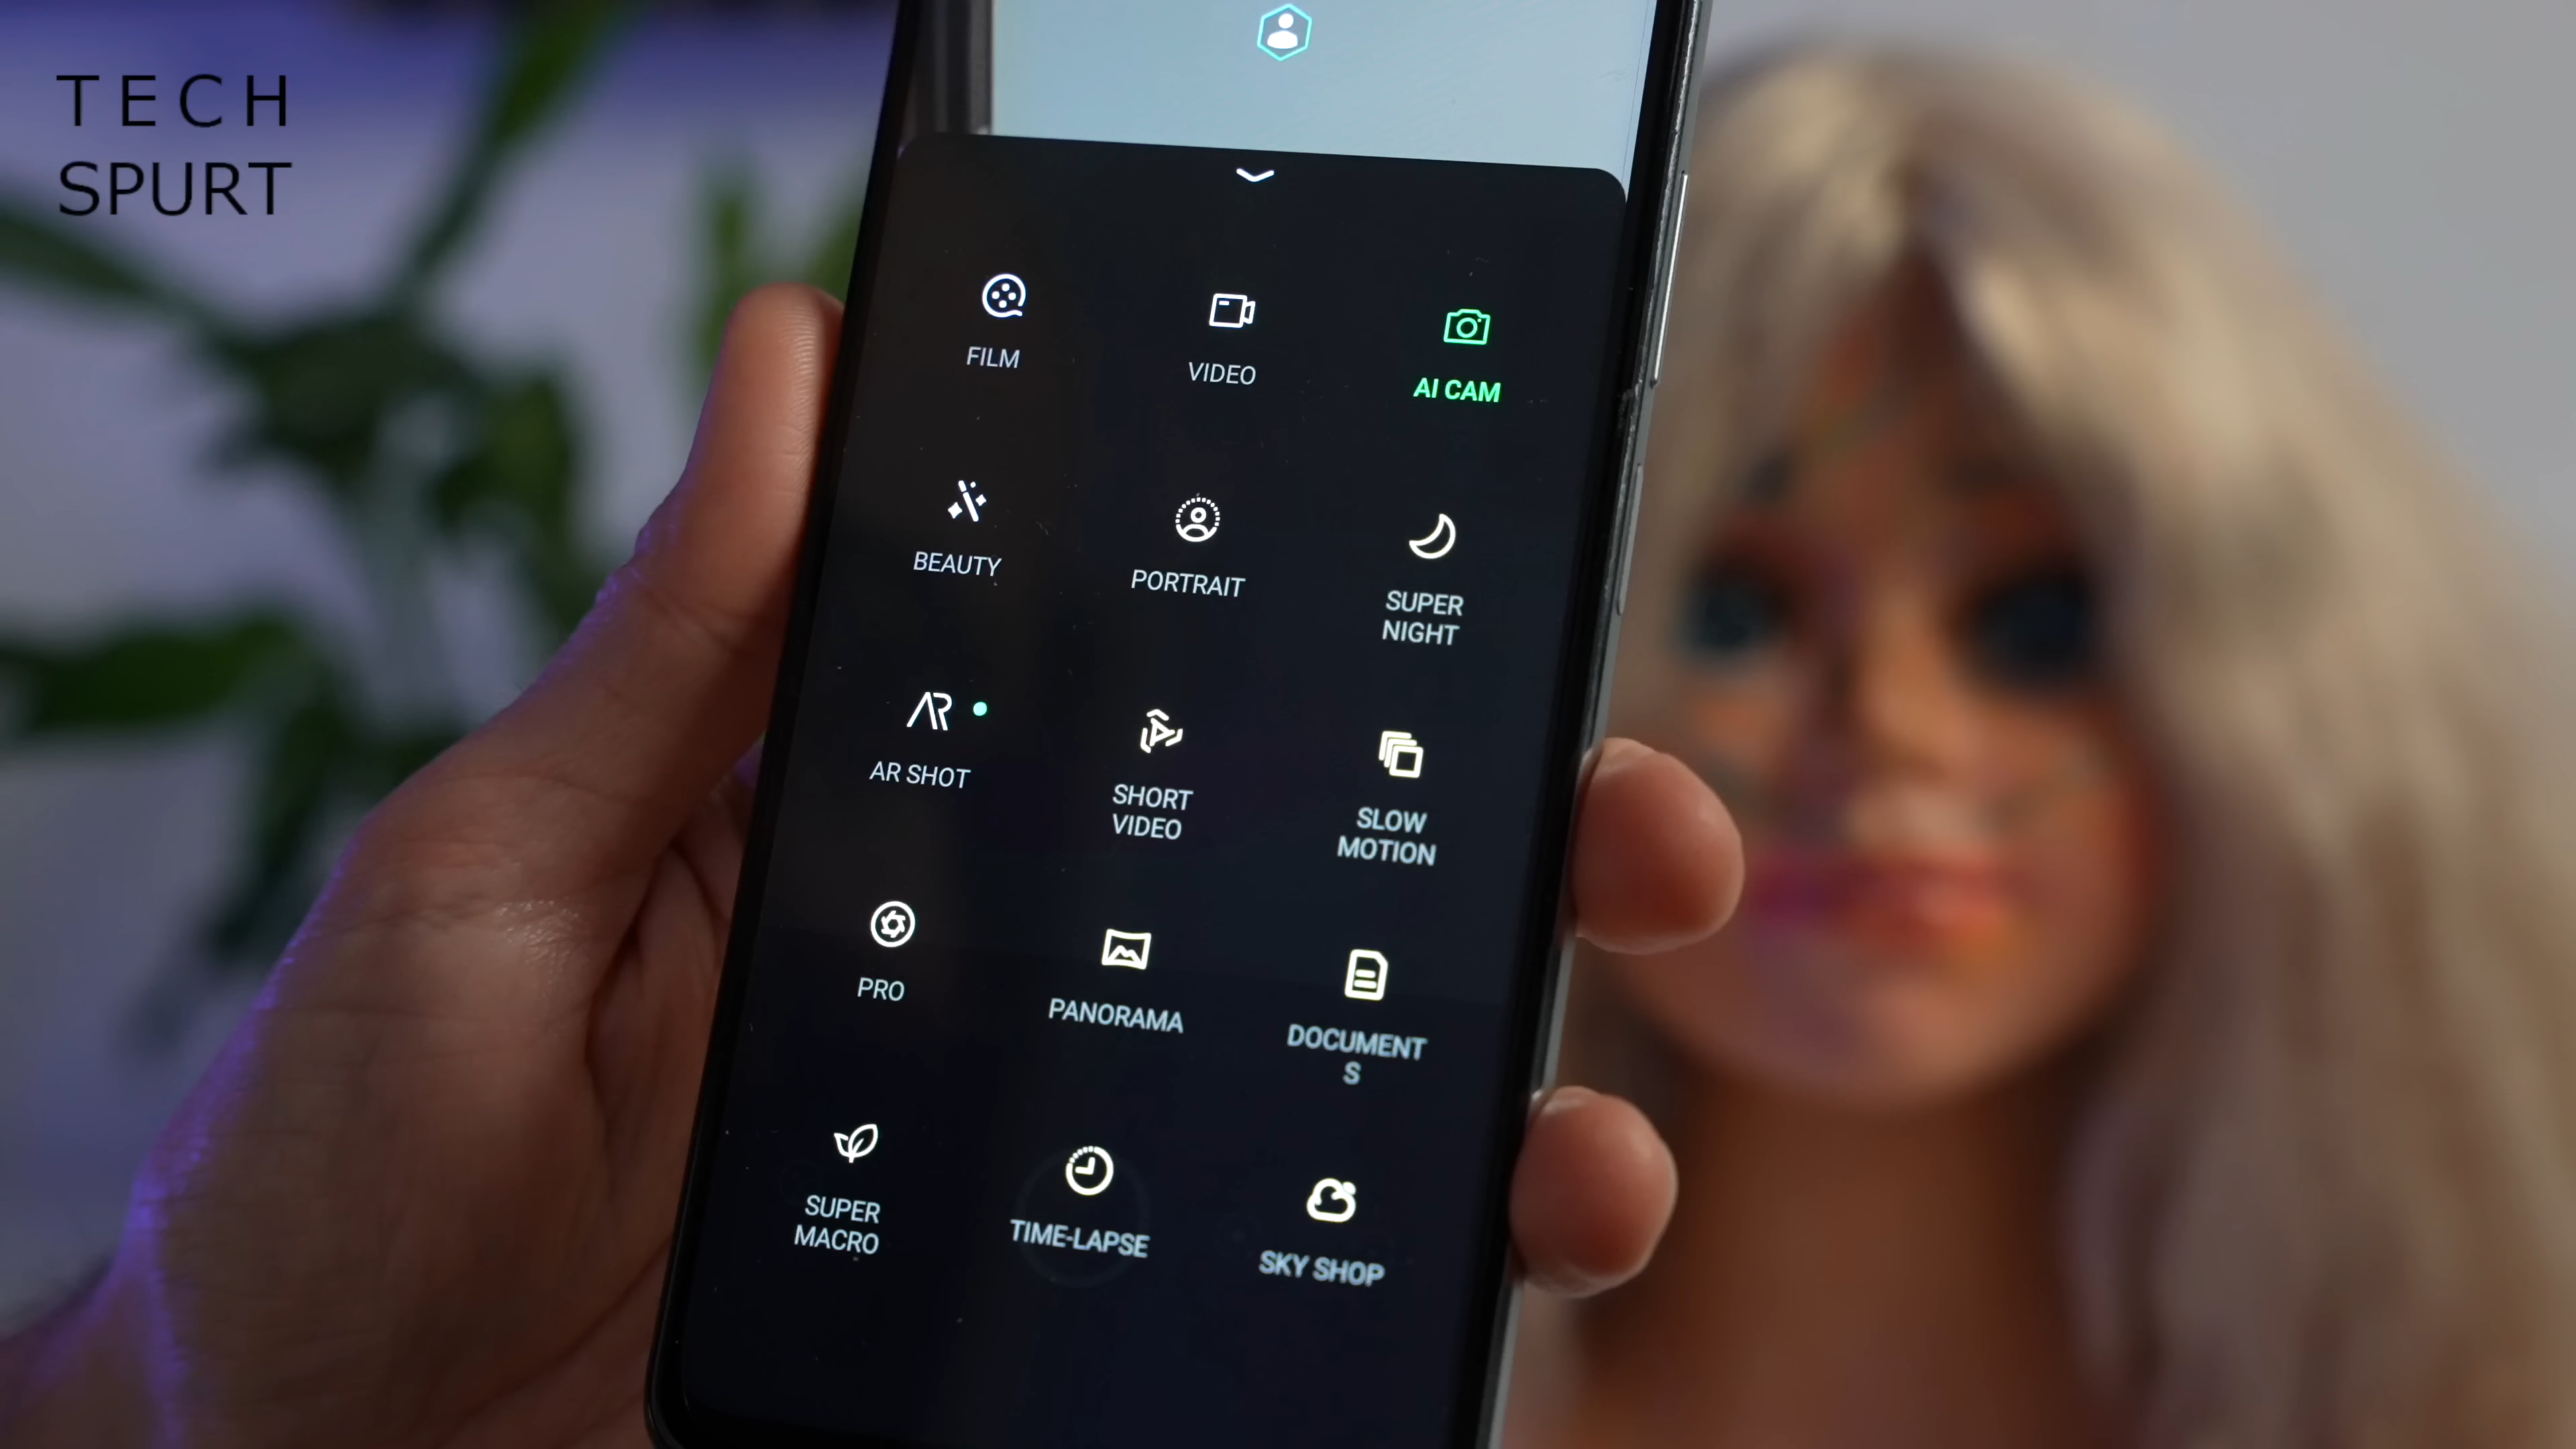 TECH
SPURT
FILM
VIDEO
AI CAM
BEAUTY
PORTRAIT
SUPER
NIGHT
AR
AR SHOT
SHORT
VIDEO
SLOW
MOTION
PRO
PANORAMA
DOCUMENT
S
SUPER
MACRO
TIME-LAPSE
SKY SHOP